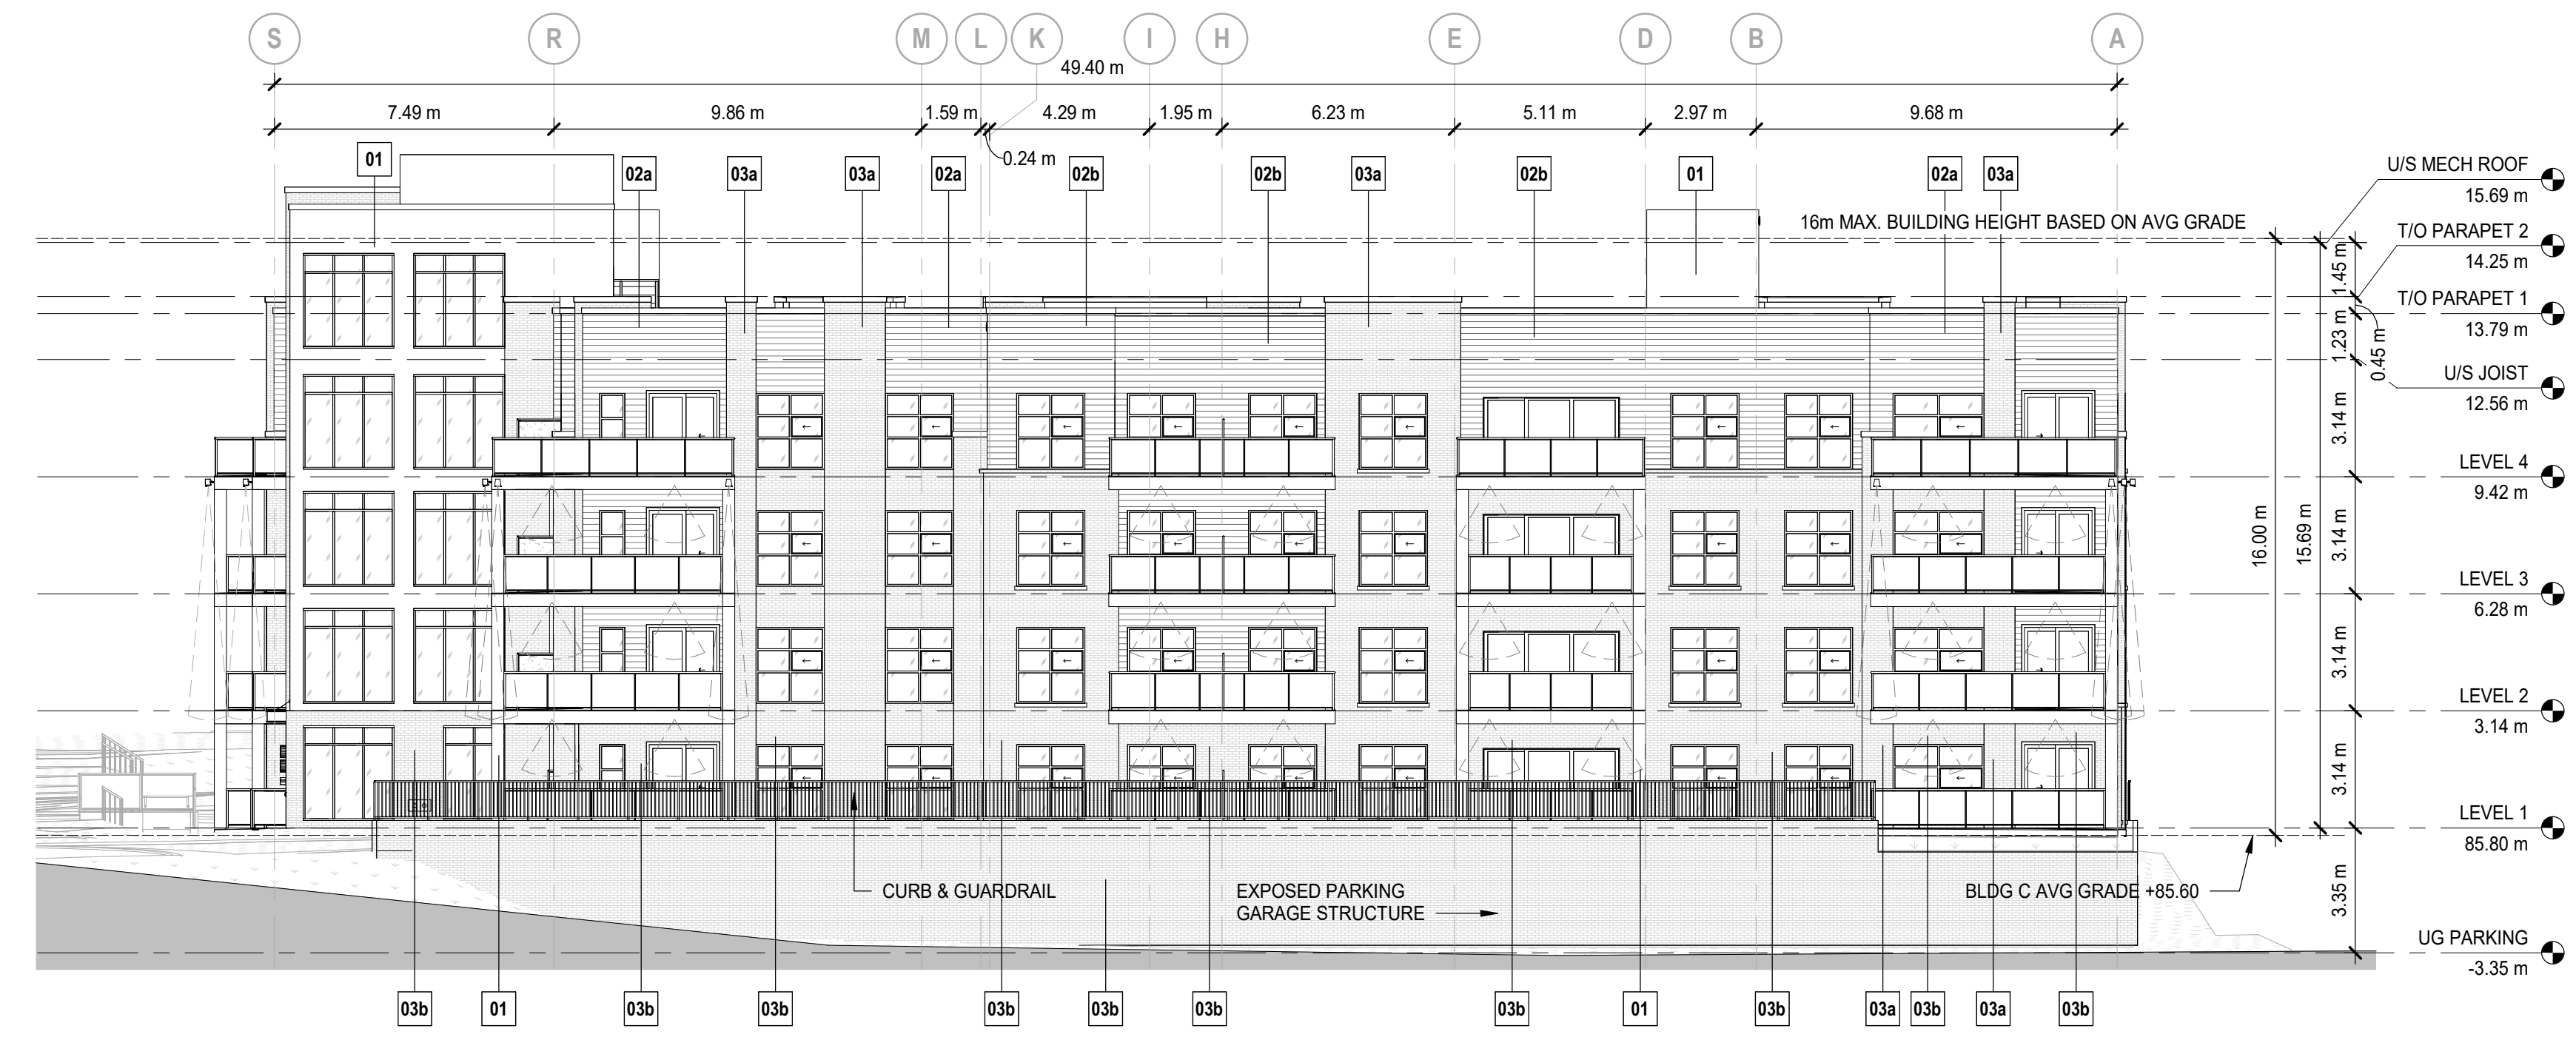 S R M L K I H E D B A
49.40 m
7.49 m 9.86 m 1.59 m 4.29 m 1.95 m 6.23 m 5.11 m 2.97 m 9.68 m
0.24 m
01 02a 03a 03a 02a 02b 02b 03a 02b 01 02a 03a
U/S MECH ROOF
15.69 m
16m MAX. BUILDING HEIGHT BASED ON AVG GRADE
T/O PARAPET 2
14.25 m
T/O PARAPET 1
13.79 m
U/S JOIST
12.56 m
LEVEL 4
9.42 m
LEVEL 3
6.28 m
LEVEL 2
3.14 m
LEVEL 1
85.80 m
UG PARKING
-3.35 m
1.45 m
1.23 m
0.45 m
3.14 m
3.14 m
3.14 m
3.14 m
3.35 m
16.00 m
15.69 m
CURB & GUARDRAIL
EXPOSED PARKING
GARAGE STRUCTURE
BLDG C AVG GRADE +85.60
03b 01 03b 03b 03b 03b 03b 03b 01 03b 03a 03b 03a 03b